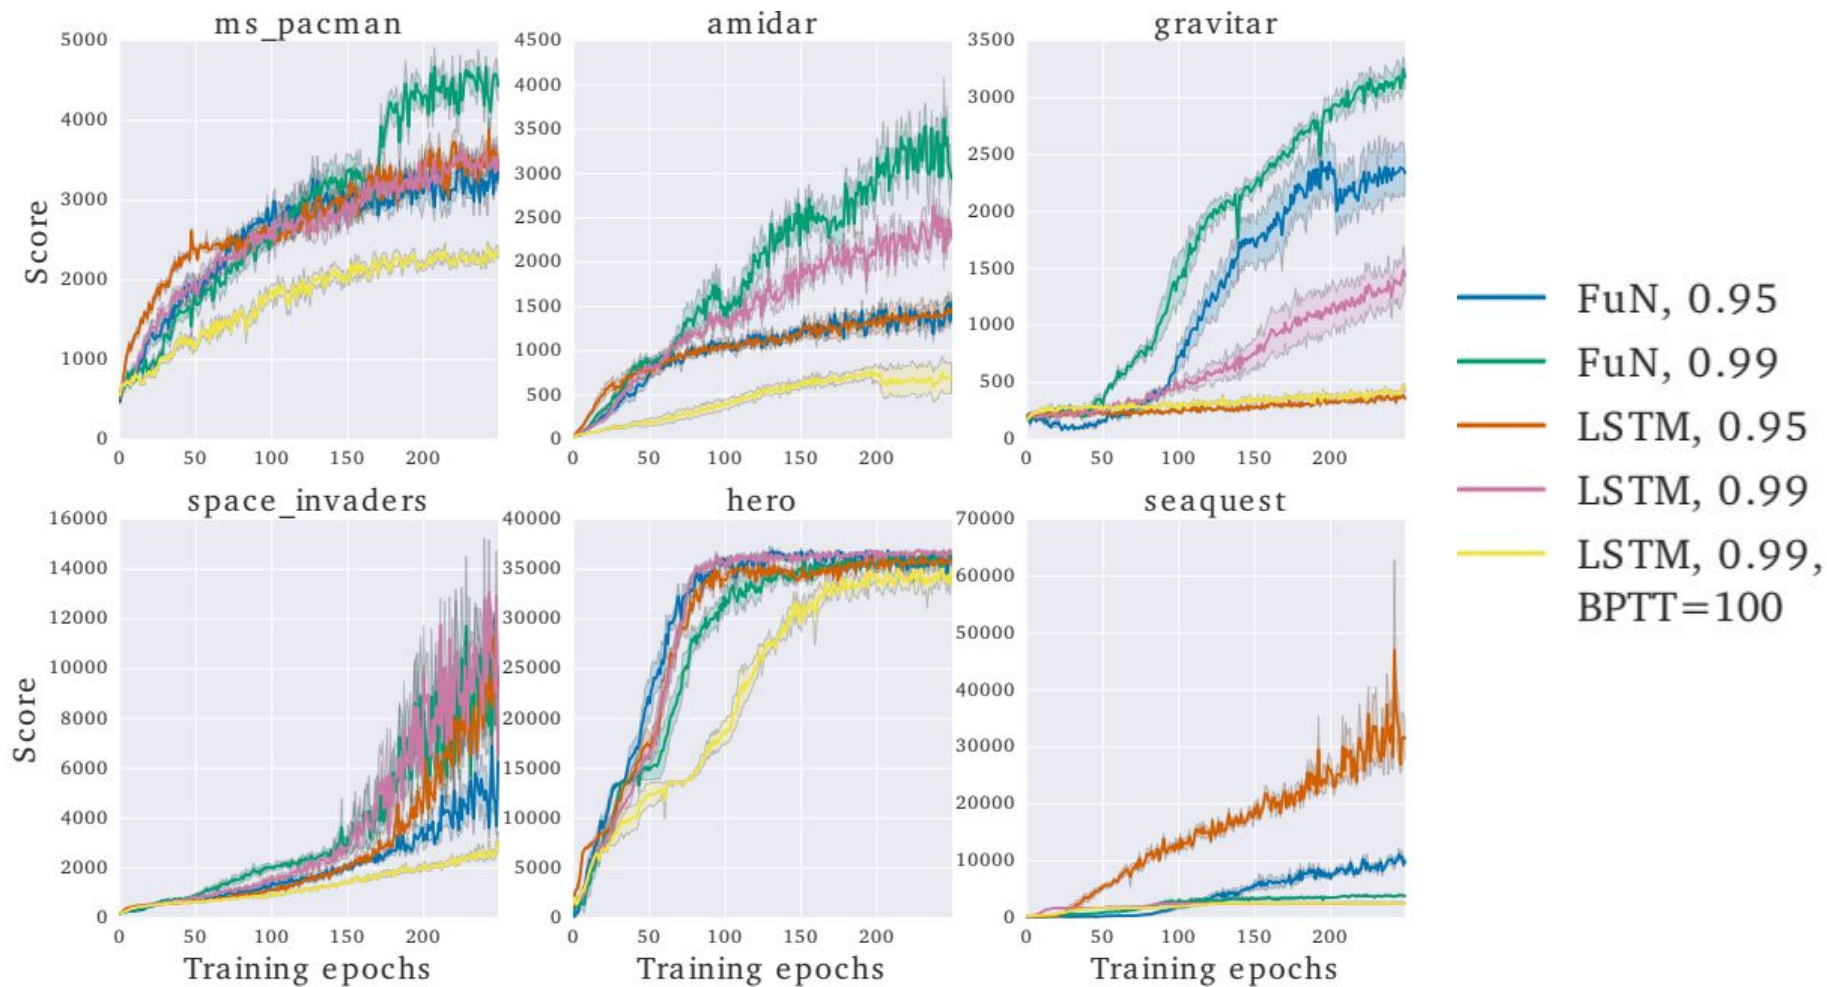 ms_pacman
amidar
gravitar
5000
4000
3000
2000
1000
0
Score
0 50 100 150 200
4500
4000
3500
3000
2500
2000
1500
1000
500
0
0 50 100 150 200
3500
3000
2500
2000
1500
1000
500
0
0 50 100 150 200
space_invaders
hero
seaquest
16000
14000
12000
10000
8000
6000
4000
2000
0
Score
0 50 100 150 200
Training epochs
40000
35000
30000
25000
20000
15000
10000
5000
0
0 50 100 150 200
Training epochs
70000
60000
50000
40000
30000
20000
10000
0
0 50 100 150 200
Training epochs
FuN, 0.95
FuN, 0.99
LSTM, 0.95
LSTM, 0.99
LSTM, 0.99,
BPTT=100